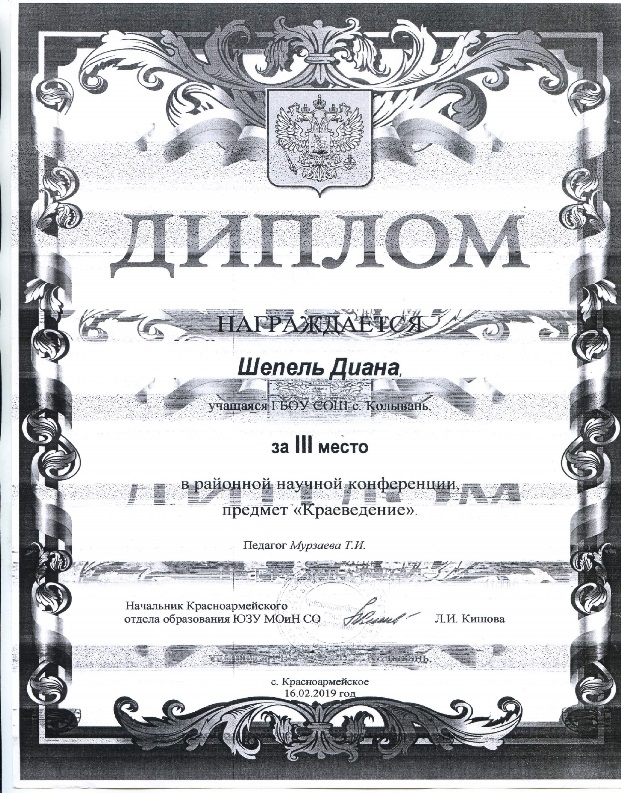 ДИПЛОМ
НАГРАЖДАЕТСЯ
Шепель Диана,
учащаяся ГБОУ СОШ с. Колывань,
за III место
в районной научной конференции,
предмет «Краеведение».
Педагог Мурзаева Т.И.
Начальник Красноармейского
отдела образования ЮЗУ МОиН СО
Л.И. Кишова
с. Красноармейское
16.02.2019 год